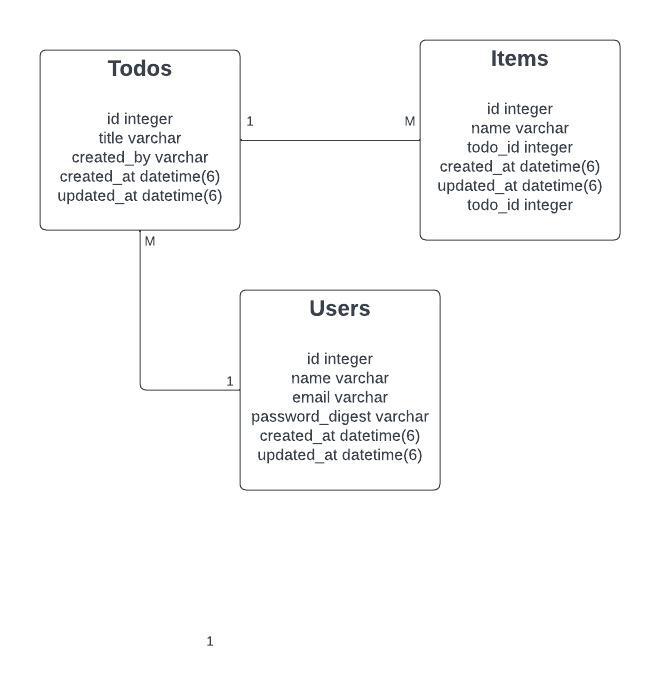 Todos
id integer
title varchar
created_by varchar
created_at datetime(6)
updated_at datetime(6)
1
M
Items
id integer
name varchar
todo_id integer
created_at datetime(6)
updated_at datetime(6)
todo_id integer
M
1
Users
id integer
name varchar
email varchar
password_digest varchar
created_at datetime(6)
updated_at datetime(6)
1